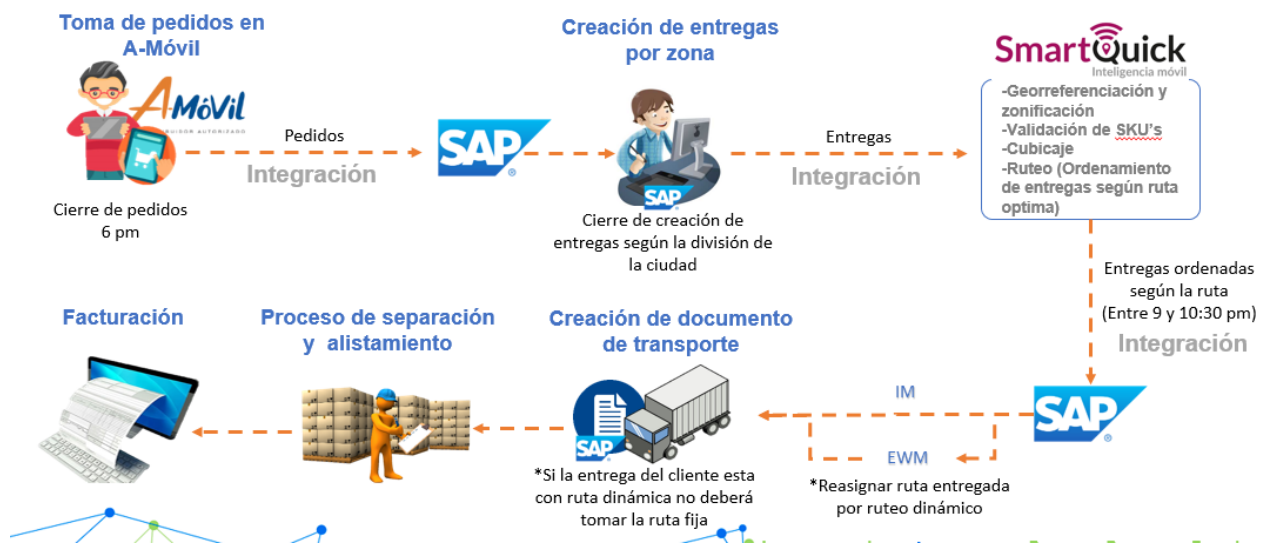 Toma de pedidos en
A-Móvil
A-MóVil
DISTRIBUIDOR AUTORIZADO
Cierre de pedidos
6 pm
Pedidos
Integración
SAP
Creación de entregas
por zona
SAP
Cierre de creación de
entregas según la división de
la ciudad
Entregas
Integración
SmartQuick
Inteligencia móvil
-Georreferenciación y
zonificación
-Validación de SKU's
-Cubicaje
-Ruteo (Ordenamiento
de entregas según ruta
optima)
Entregas ordenadas
según la ruta
(Entre 9 y 10:30 pm)
Integración
SAP
IM
EWM
*Reasignar ruta entregada
por ruteo dinámico
Creación de documento
de transporte
SAP
*Si la entrega del cliente esta
con ruta dinámica no deberá
tomar la ruta fija
Proceso de separación
y alistamiento
Facturación